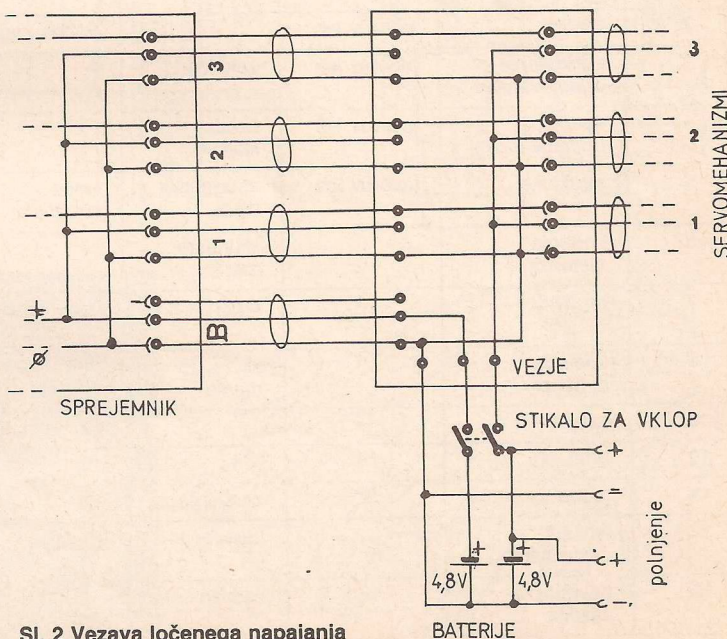 3
2
1
B
SPREJEMNIK
3
2
1
SERVOMEHANIZMI
VEZJE
STIKALO ZA VKLOP
+
=
+
-
polnjenje
+
+
4,8V
4,8V
BATERIJE
Sl. 2 Vezava ločenega napajanja